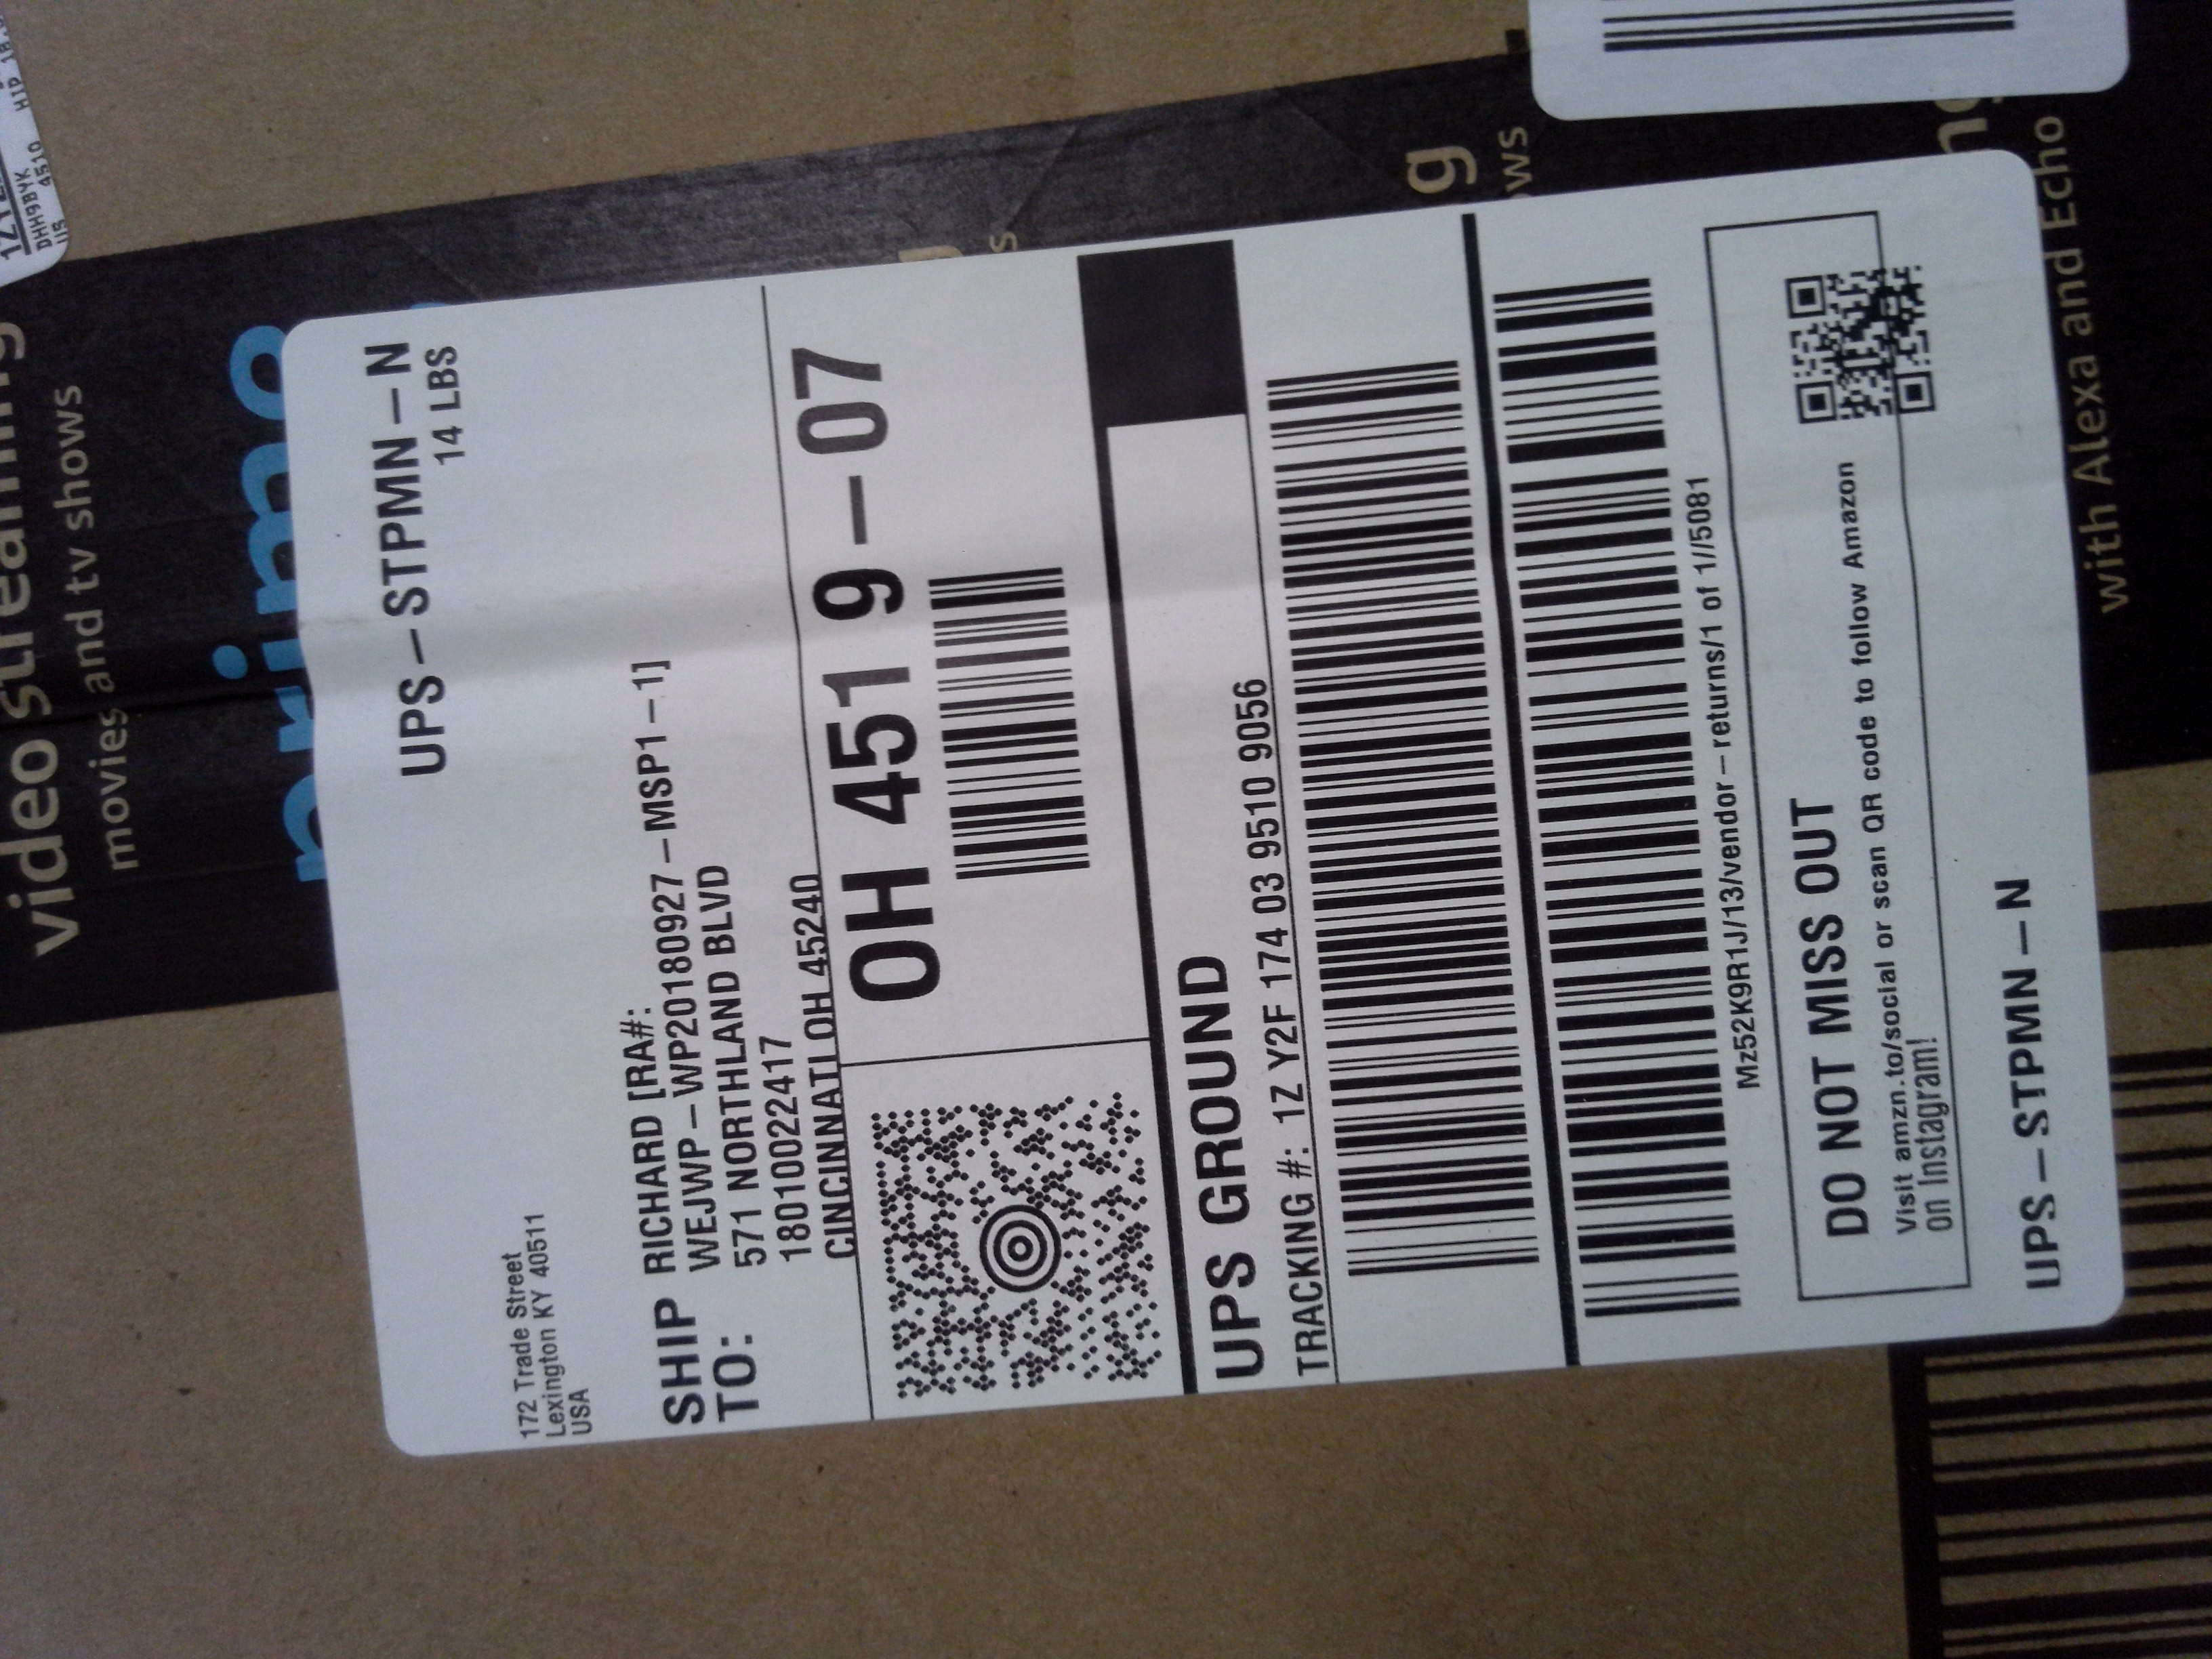 UPS-STPMN-N
14 LBS
172 Trade Street
Lexington KY 40511
USA
SHIP TO: RICHARD [RA#:
WEJWP-WP20180927-MSP1-1]
571 NORTHLAND BLVD
18010022417
CINCINNATI OH 45240
OH 451 9-07
UPS GROUND
TRACKING #: 1Z Y2F 174 03 9510 9056
Mz52K9R1J/13/vendor-returns/1 of 1//5081
DO NOT MISS OUT
Visit amzn.to/social or scan QR code to follow Amazon
on Instagram!
UPS-STPMN-N
video streaming
movies and tv shows
prime
with Alexa and Echo
DHH9BYK
US 4510